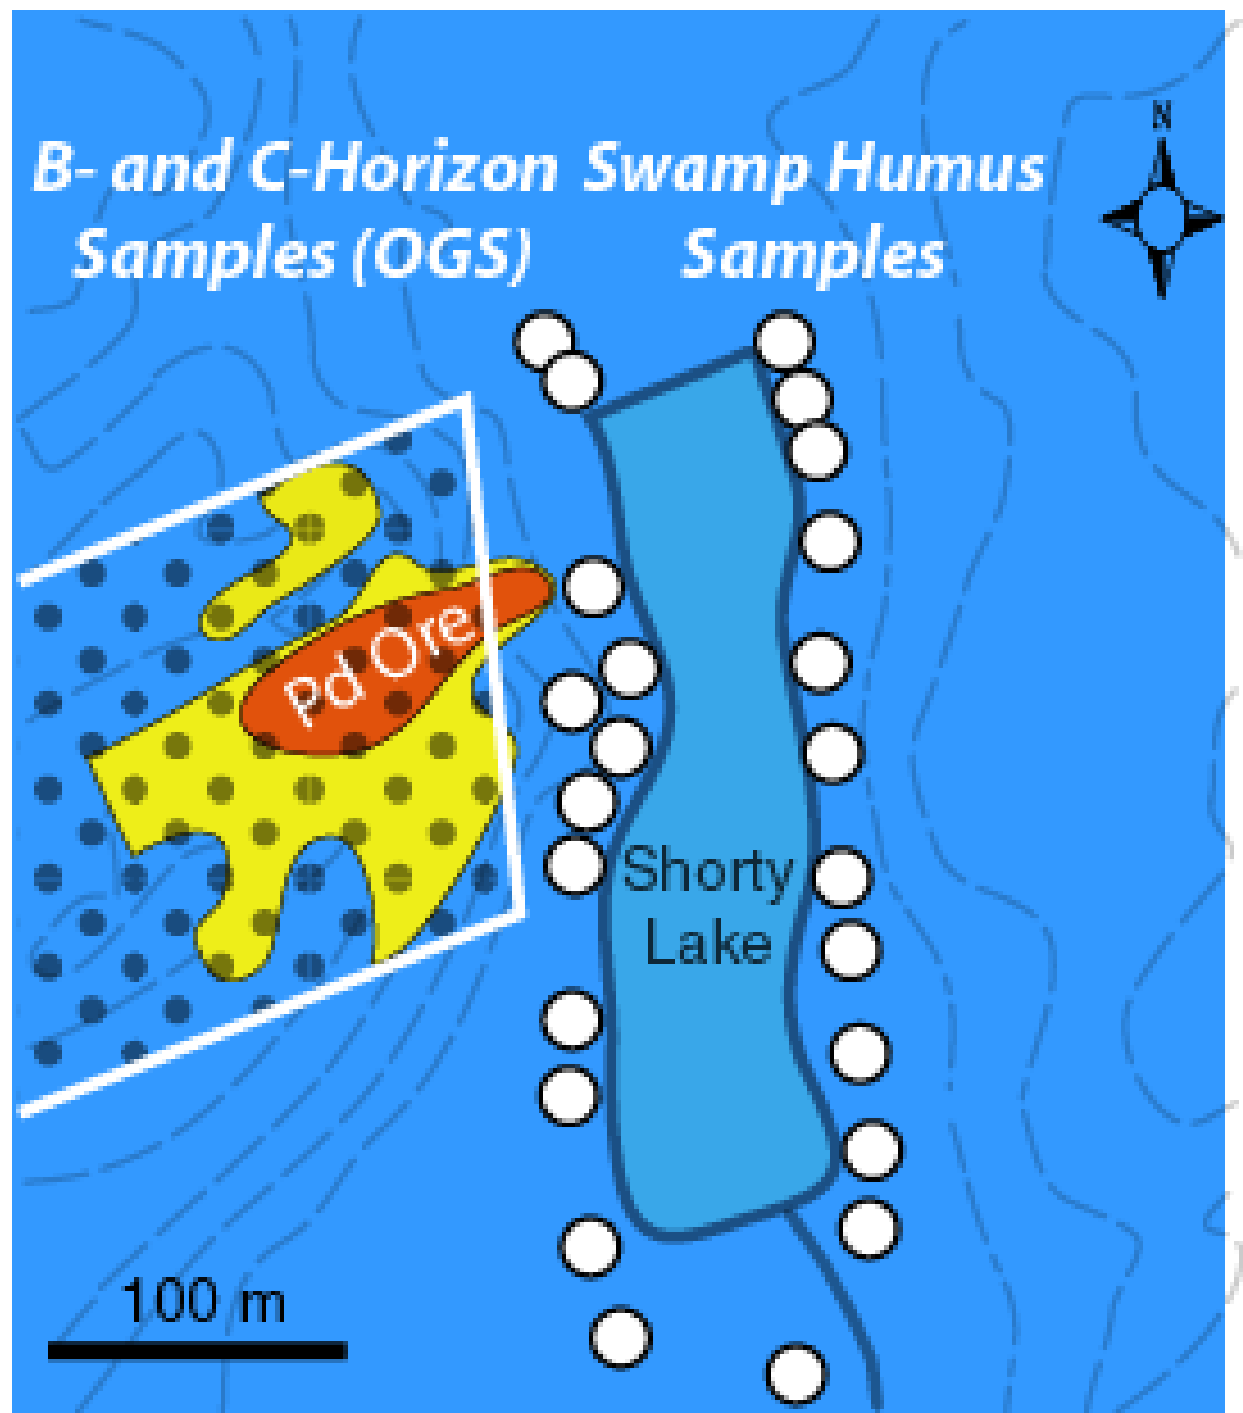 N
B- and C-Horizon
Samples (OGS)
Swamp Humus
Samples
Pd Ore
Shorty
Lake
100 m